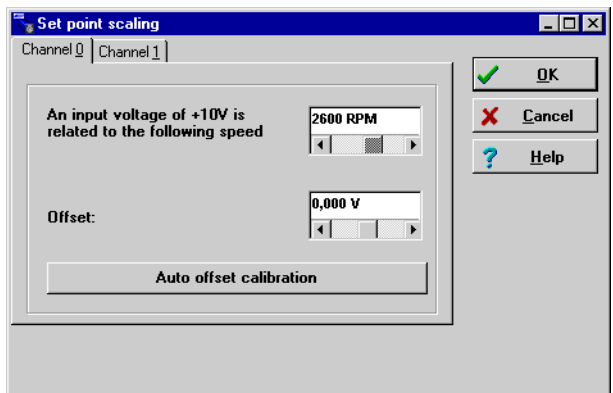 Set point scaling
Channel 0
Channel 1
An input voltage of +10V is
related to the following speed
2600 RPM
Offset:
0,000 V
Auto offset calibration
OK
Cancel
Help